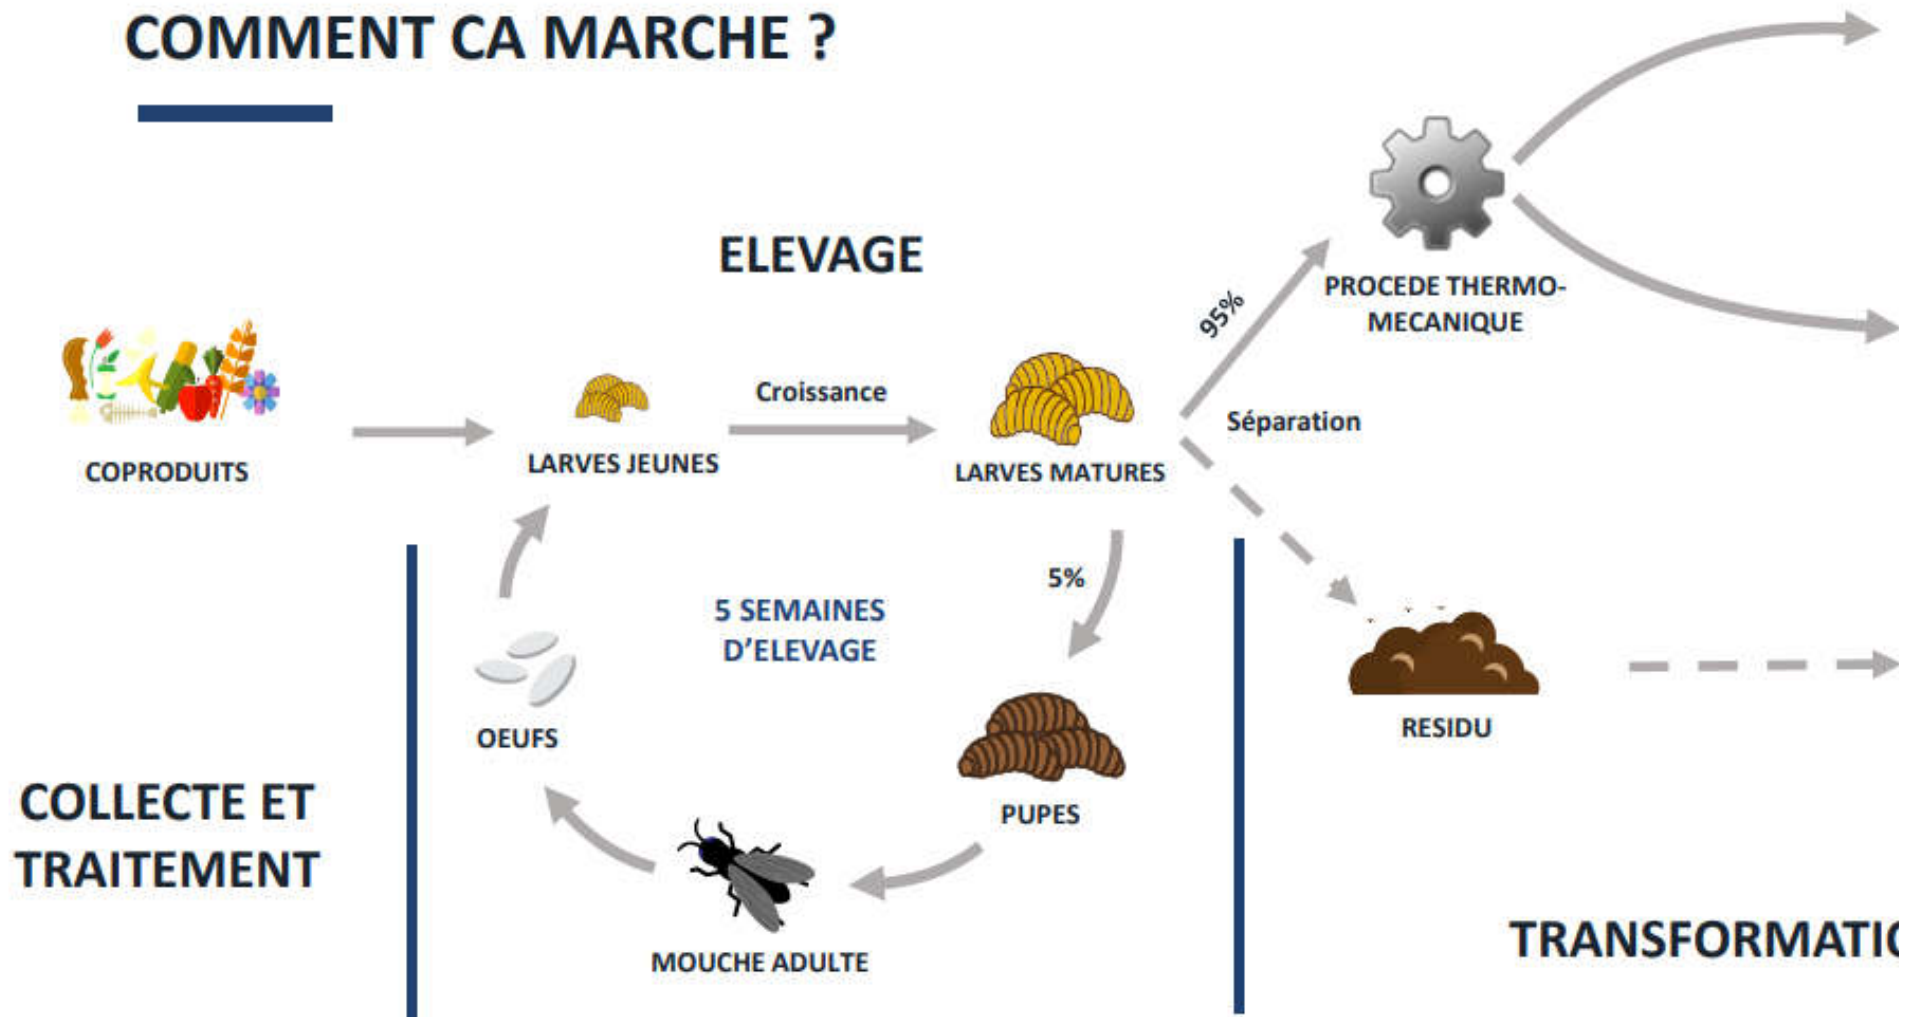 COMMENT CA MARCHE ?
ELEVAGE
95%
PROCEDE THERMO-
MECANIQUE
Croissance
Séparation
COPRODUITS
LARVES JEUNES
LARVES MATURES
5%
5 SEMAINES
D'ELEVAGE
OEUFS
RESIDU
PUPES
COLLECTE ET
TRAITEMENT
MOUCHE ADULTE
TRANSFORMATIO